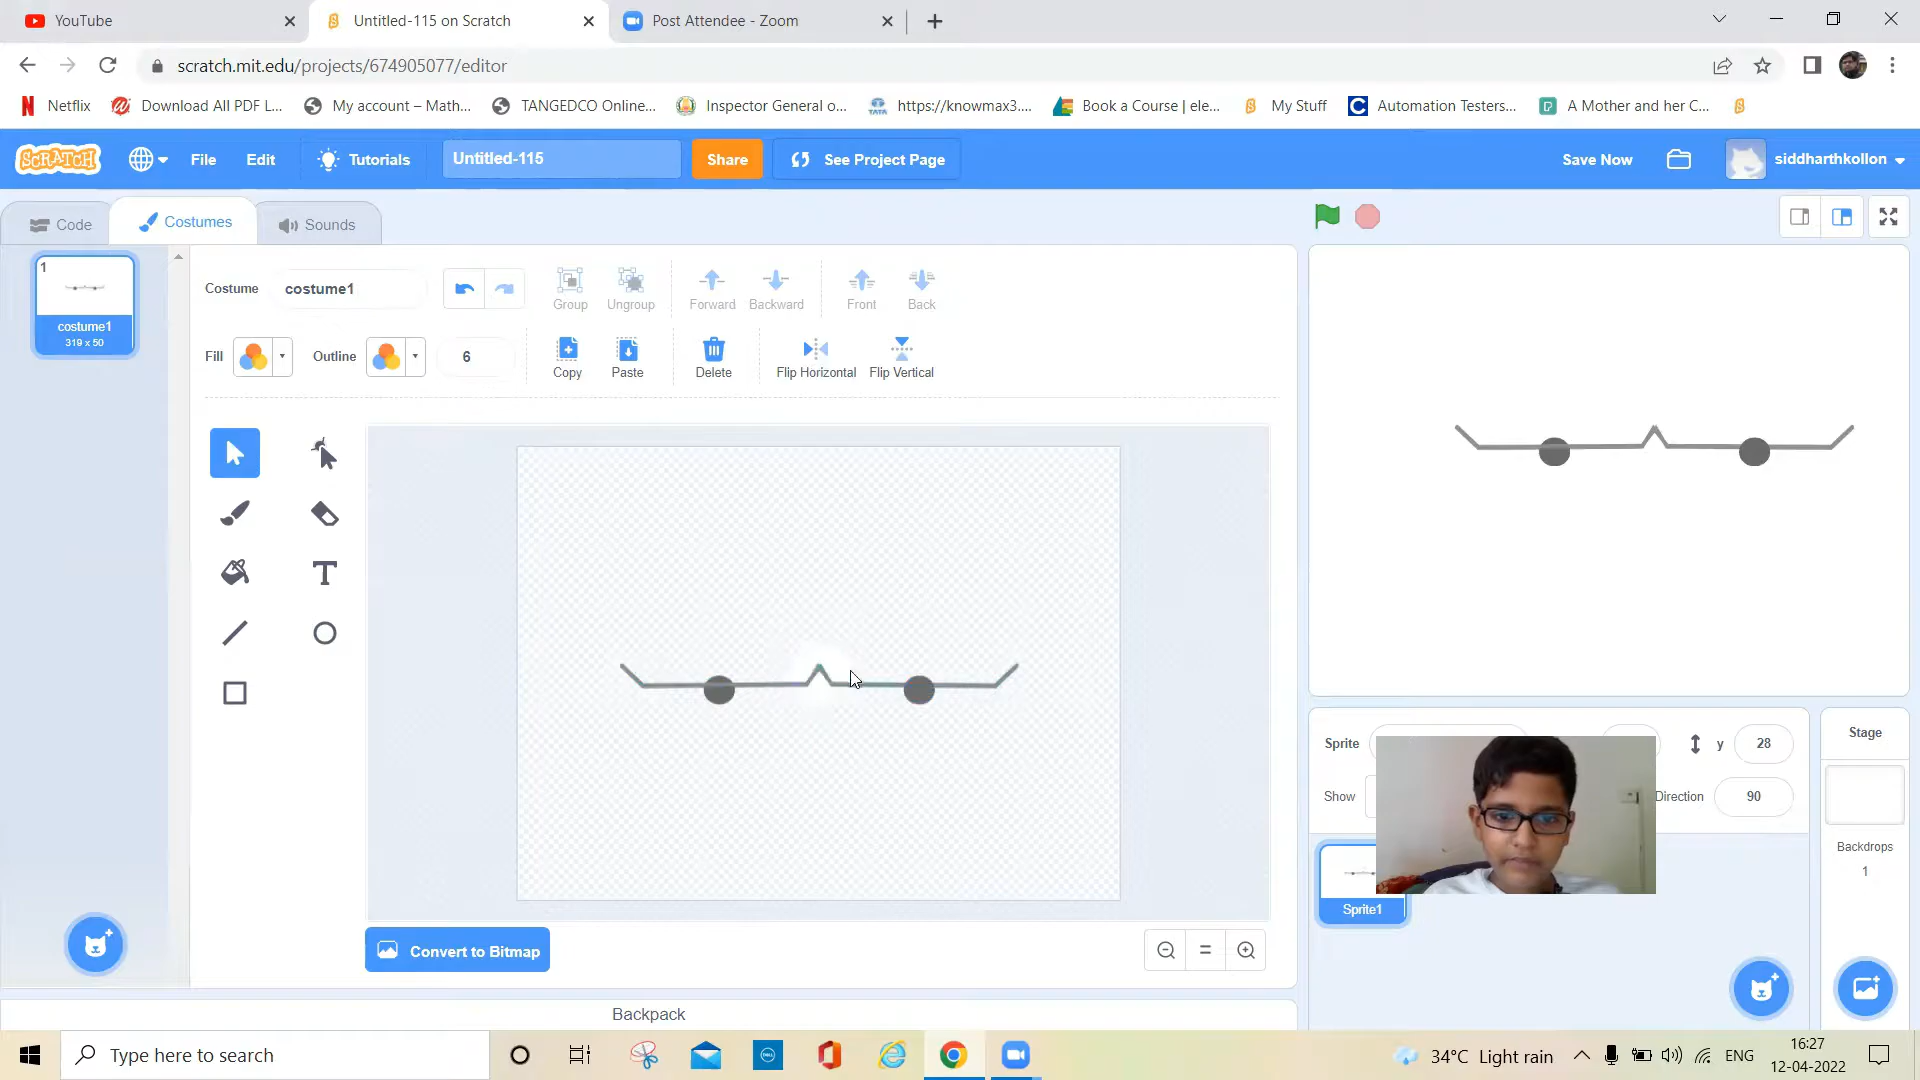 YouTube
Untitled-115 on Scratch
Post Attendee - Zoom
scratch.mit.edu/projects/674905077/editor
Netflix
Download All PDF L...
My account – Math...
TANGEDCO Online...
Inspector General o...
TATA
https://knowmax3....
Book a Course | ele...
My Stuff
Automation Testers...
A Mother and her C...
SCRATCH
File
Edit
Tutorials
Untitled-115
Share
See Project Page
Save Now
siddharthkollon
Code
Costumes
Sounds
1
costume1
319 x 50
Costume
costume1
Group
Ungroup
Forward
Backward
Front
Back
Fill
Outline
6
Copy
Paste
Delete
Flip Horizontal
Flip Vertical
T
Convert to Bitmap
Backpack
Sprite
y
28
Show
Direction
90
Sprite1
Stage
Backdrops
1
Type here to search
DELL
34°C Light rain
ENG
16:27
12-04-2022